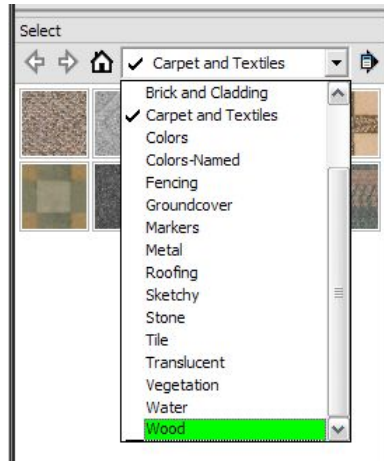 Select
Carpet and Textiles
Brick and Cladding
Carpet and Textiles
Colors
Colors-Named
Fencing
Groundcover
Markers
Metal
Roofing
Sketchy
Stone
Tile
Translucent
Vegetation
Water
Wood